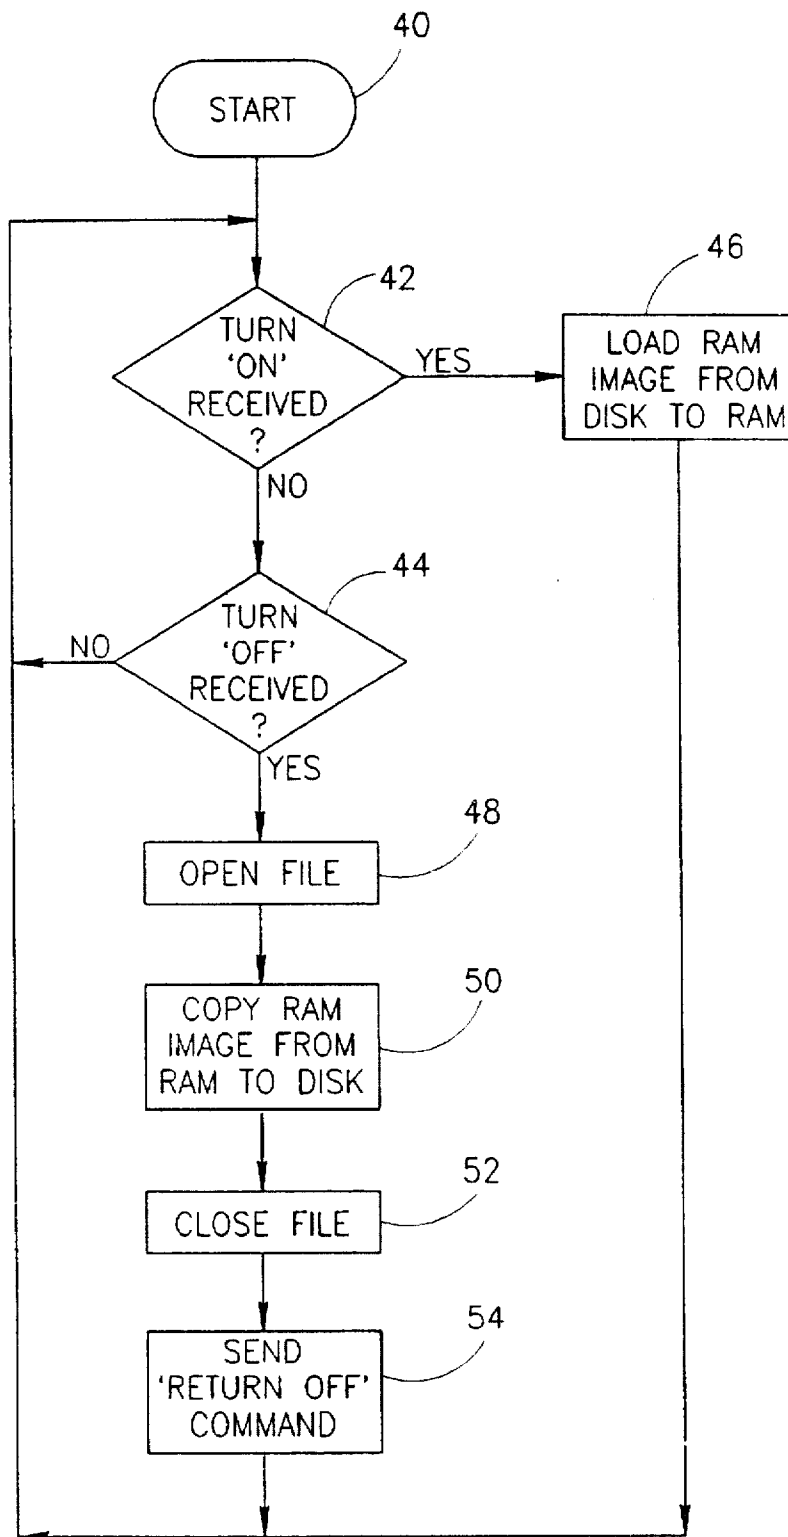 40
START
42
TURN
'ON'
RECEIVED
?
YES
46
LOAD RAM
IMAGE FROM
DISK TO RAM
NO
44
TURN
'OFF'
RECEIVED
?
NO
YES
48
OPEN FILE
50
COPY RAM
IMAGE FROM
RAM TO DISK
52
CLOSE FILE
54
SEND
'RETURN OFF'
COMMAND